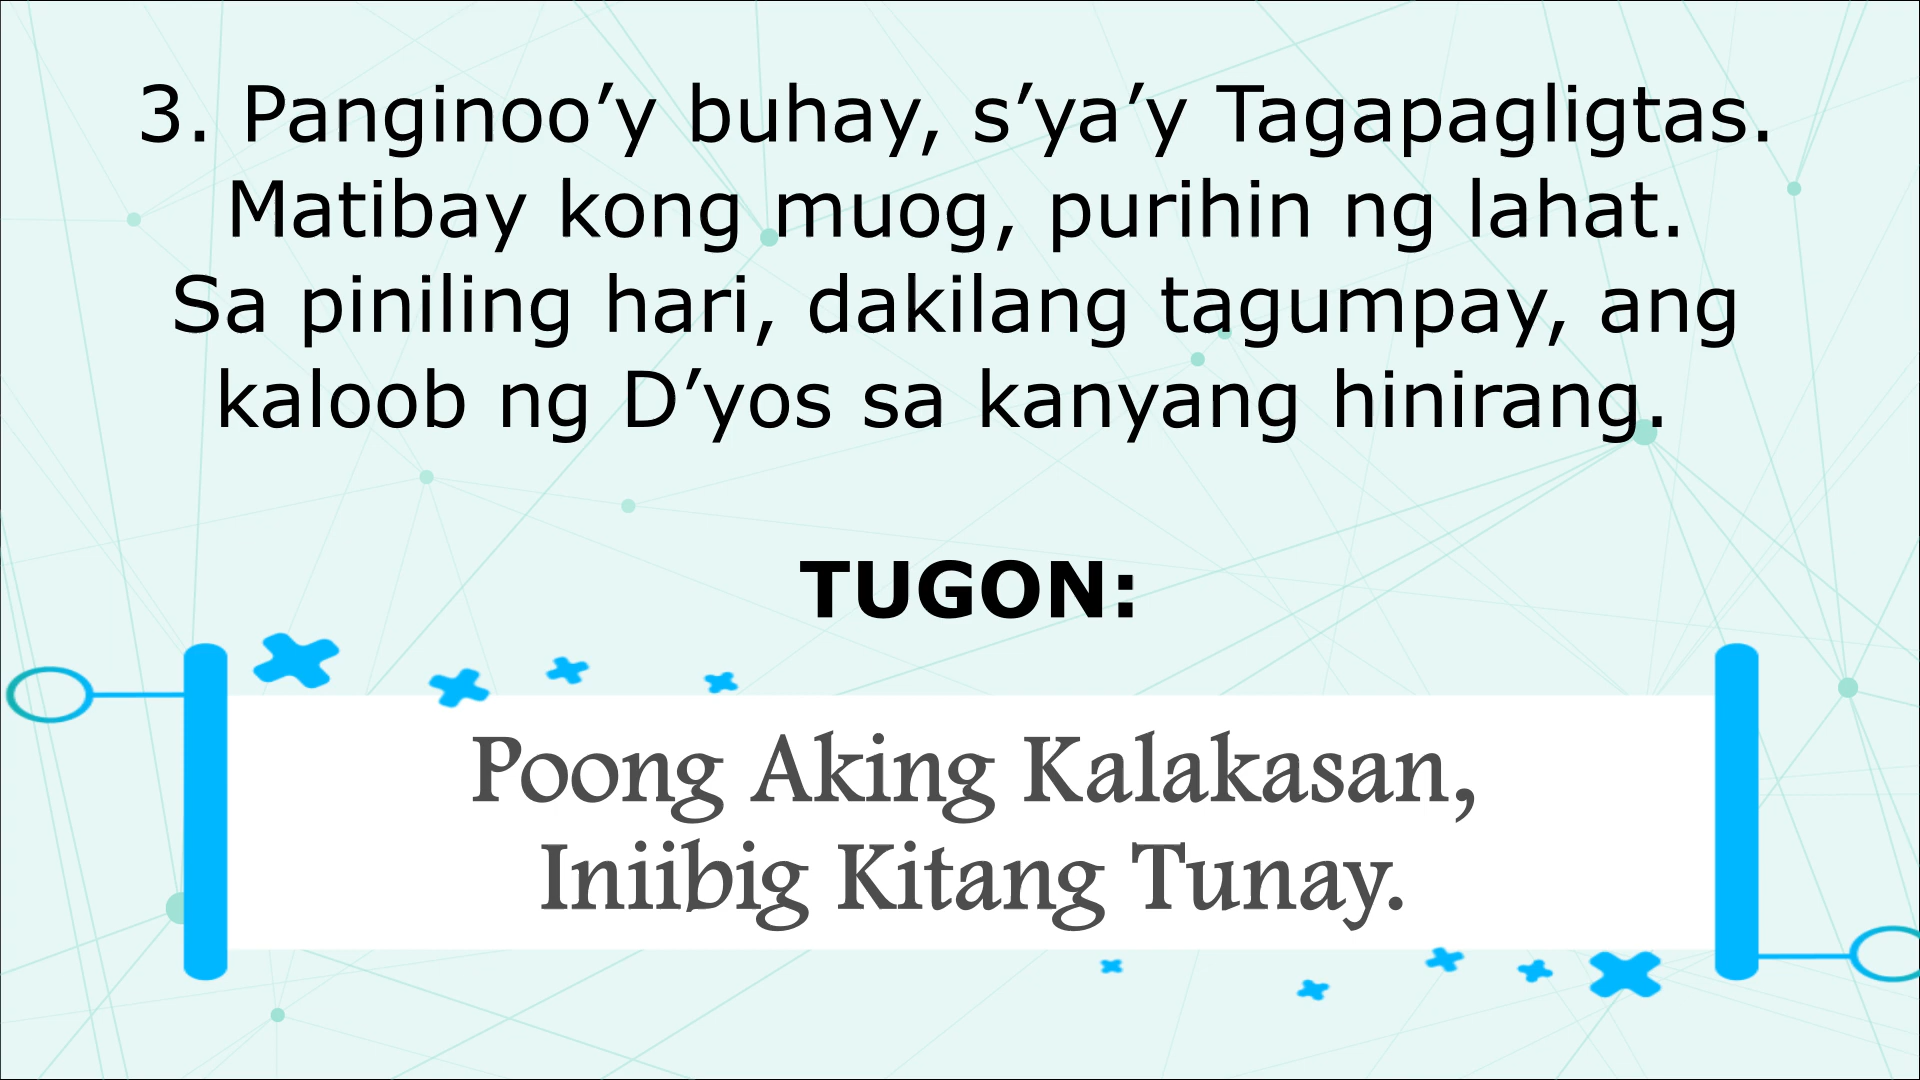 3. Panginoo’y buhay, s’ya’y Tagapagligtas.
Matibay kong muog, purihin ng lahat.
Sa piniling hari, dakilang tagumpay, ang
kaloob ng D’yos sa kanyang hinirang.
TUGON:
Poong Aking Kalakasan,
Iniibig Kitang Tunay.